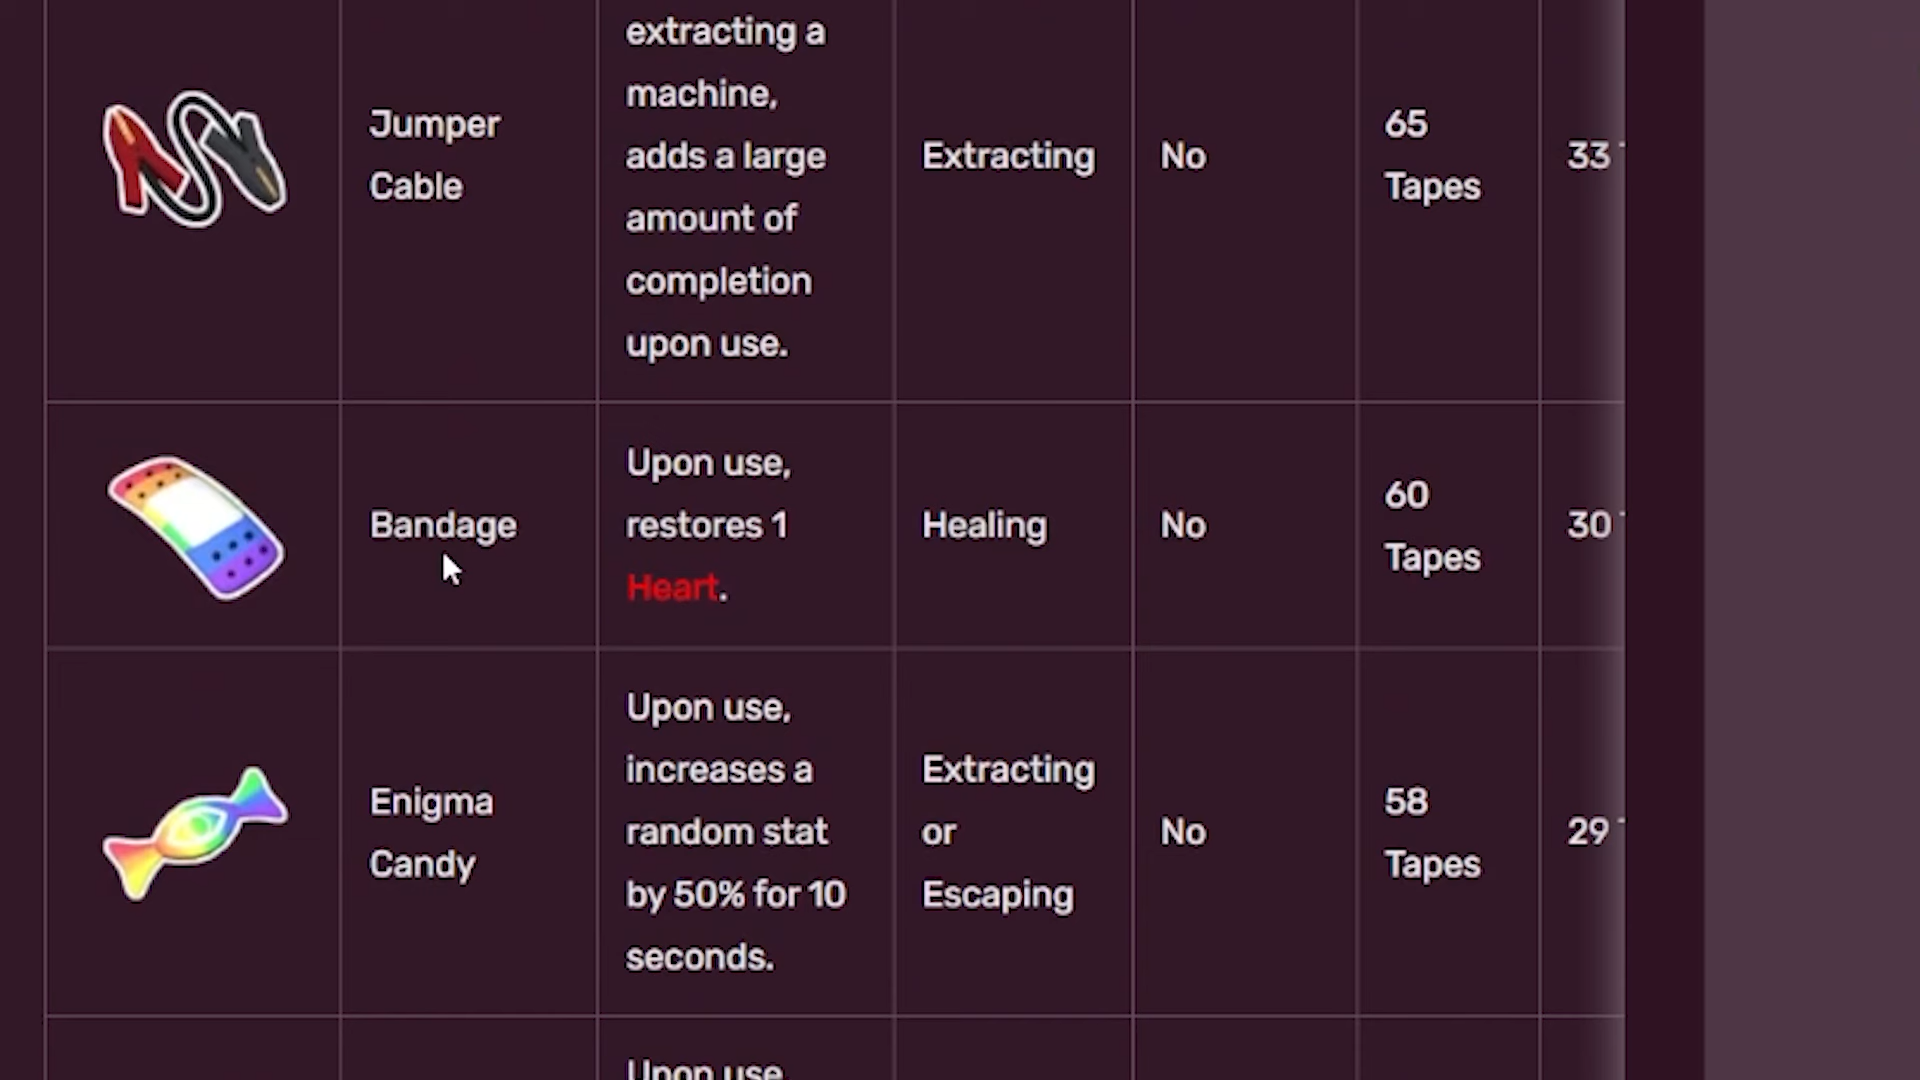 extracting a
machine,
adds a large
amount of
completion
upon use.
Jumper
Cable
Extracting
No
65
Tapes
33
Bandage
Upon use,
restores 1
Heart.
Healing
No
60
Tapes
30
Enigma
Candy
Upon use,
increases a
random stat
by 50% for 10
seconds.
Extracting
or
Escaping
No
58
Tapes
29
Upon use,